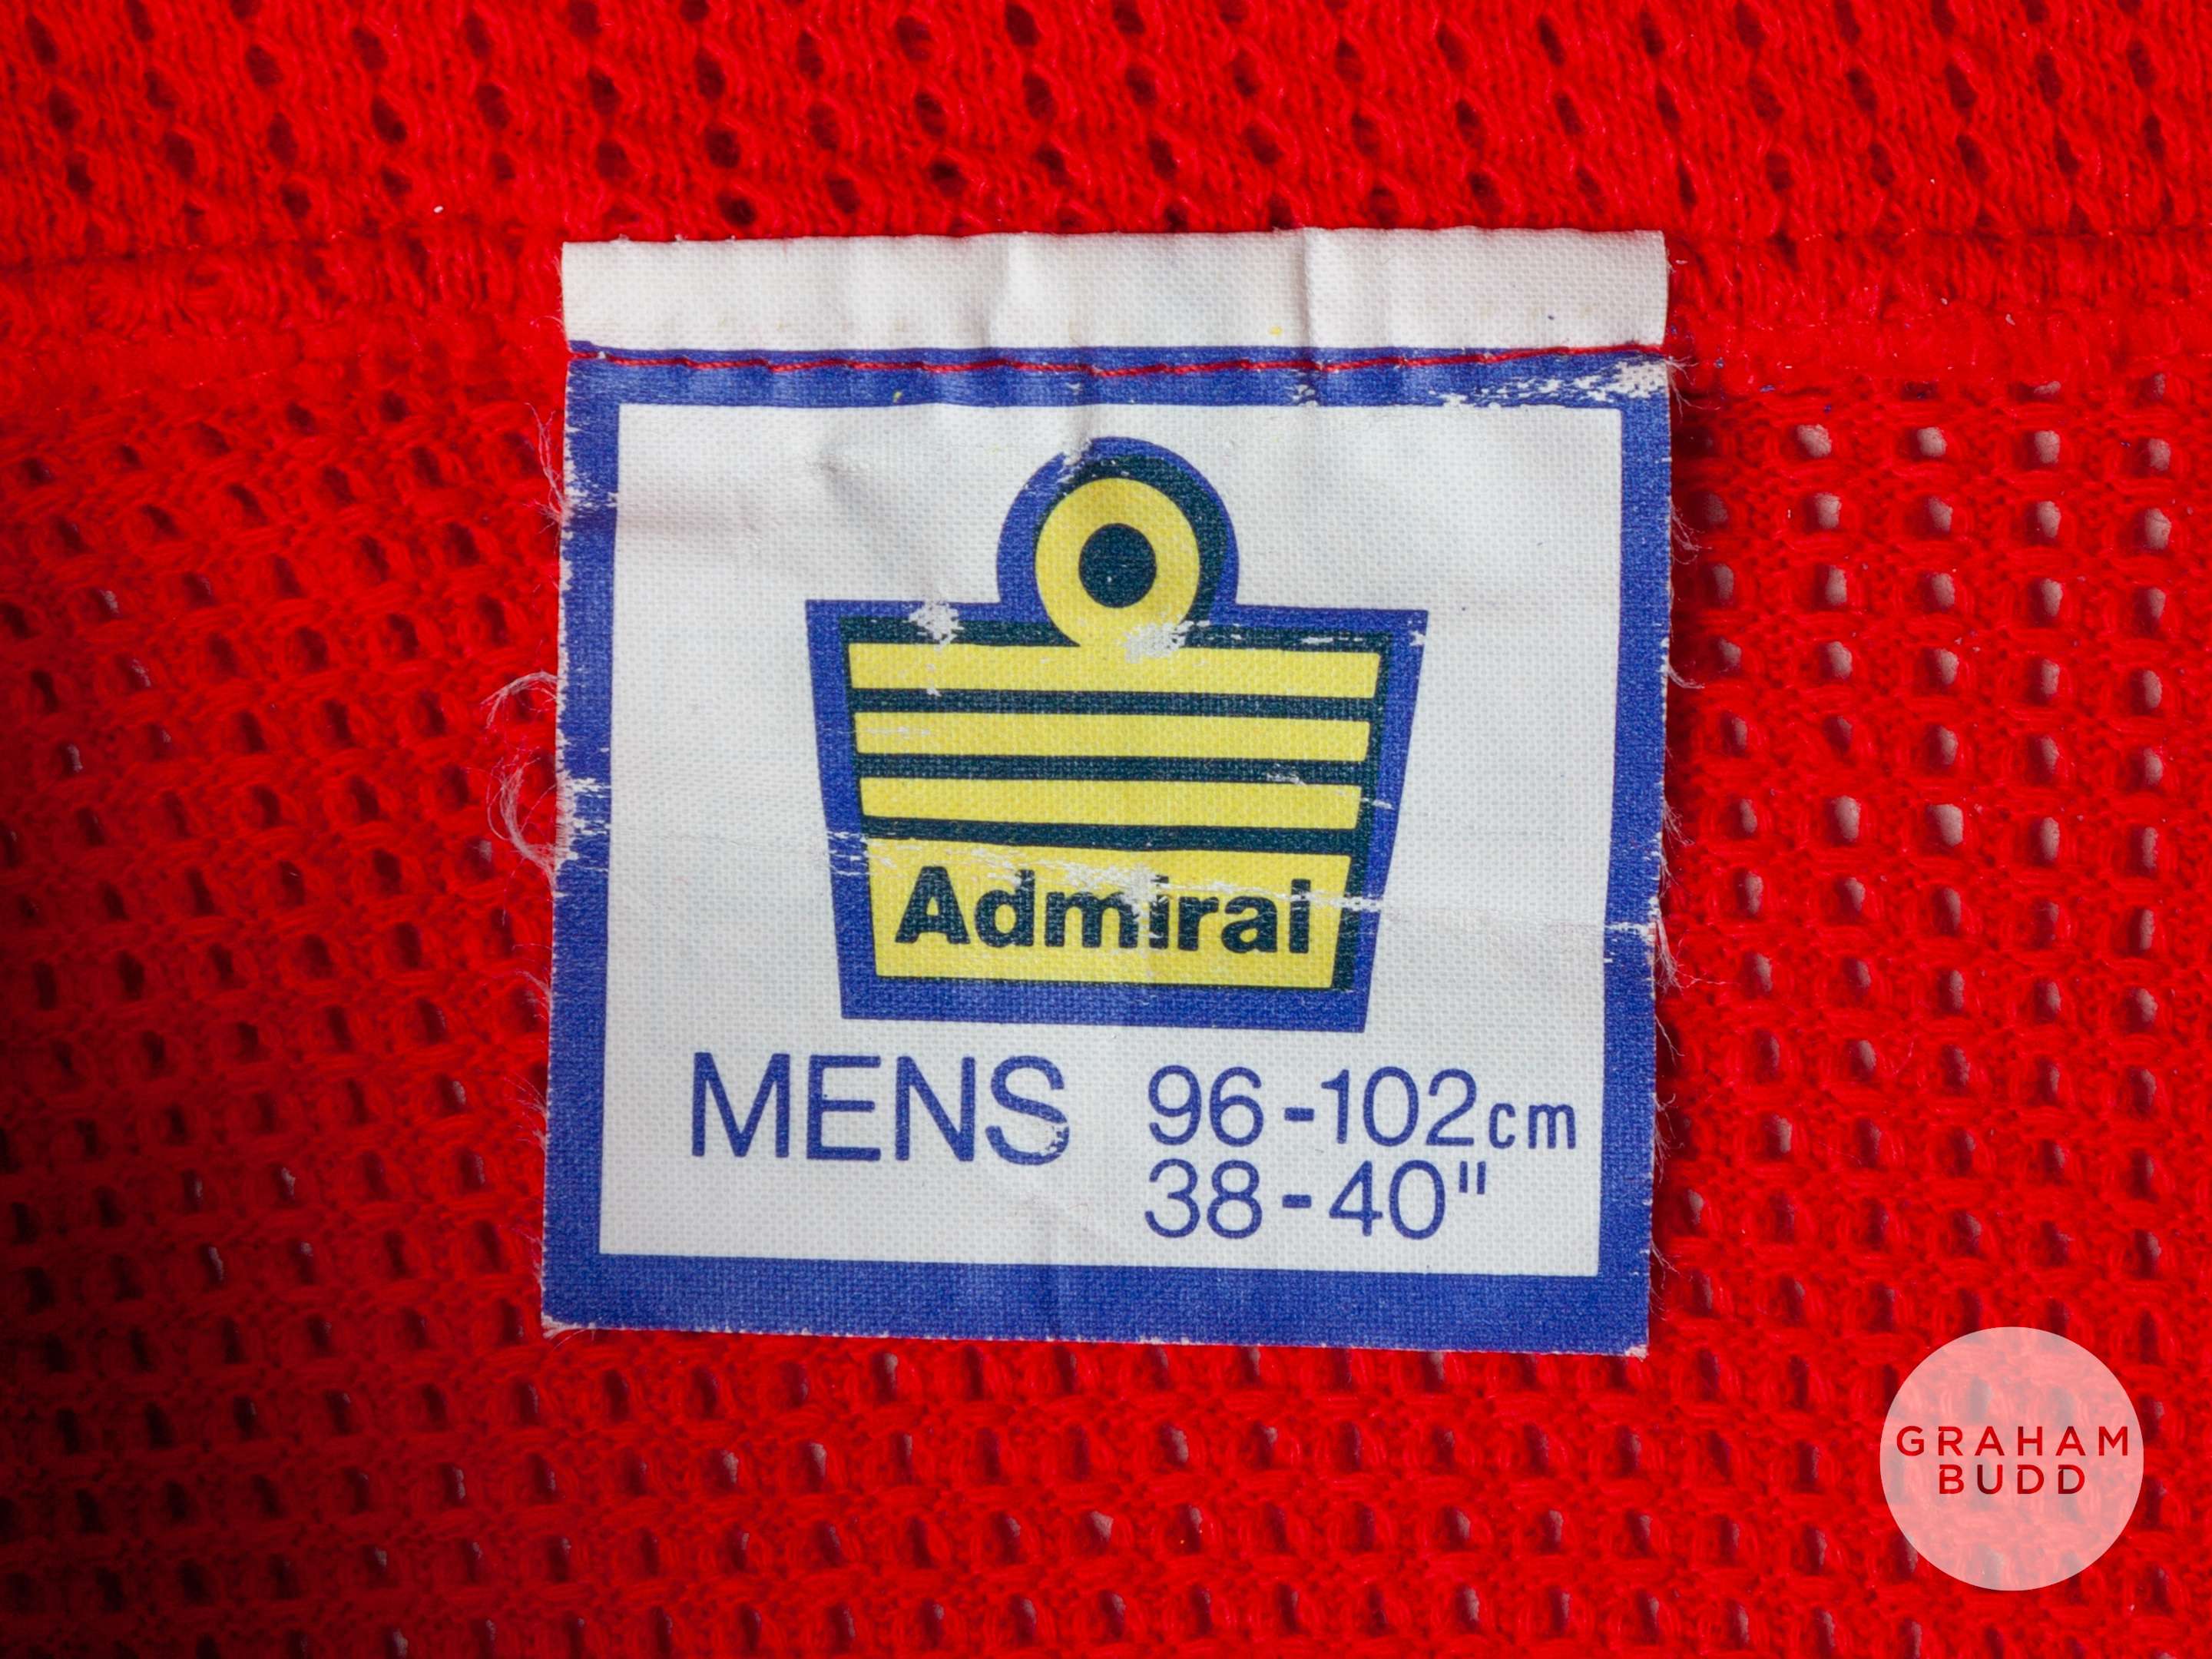 Admiral
MENS 96-102cm
38-40"
GRAHAM
BUDD